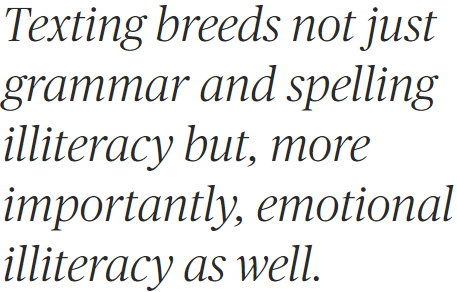 Texting breeds not just
grammar and spelling
illiteracy but, more
importantly, emotional
illiteracy as well.